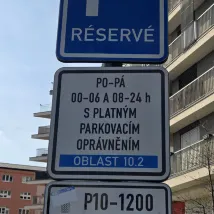 RÉSERVÉ
PO-PÁ
00-06 A 08-24 h
S PLATNÝM
PARKOVACÍM
OPRÁVNĚNÍM
OBLAST 10.2
P10-1200